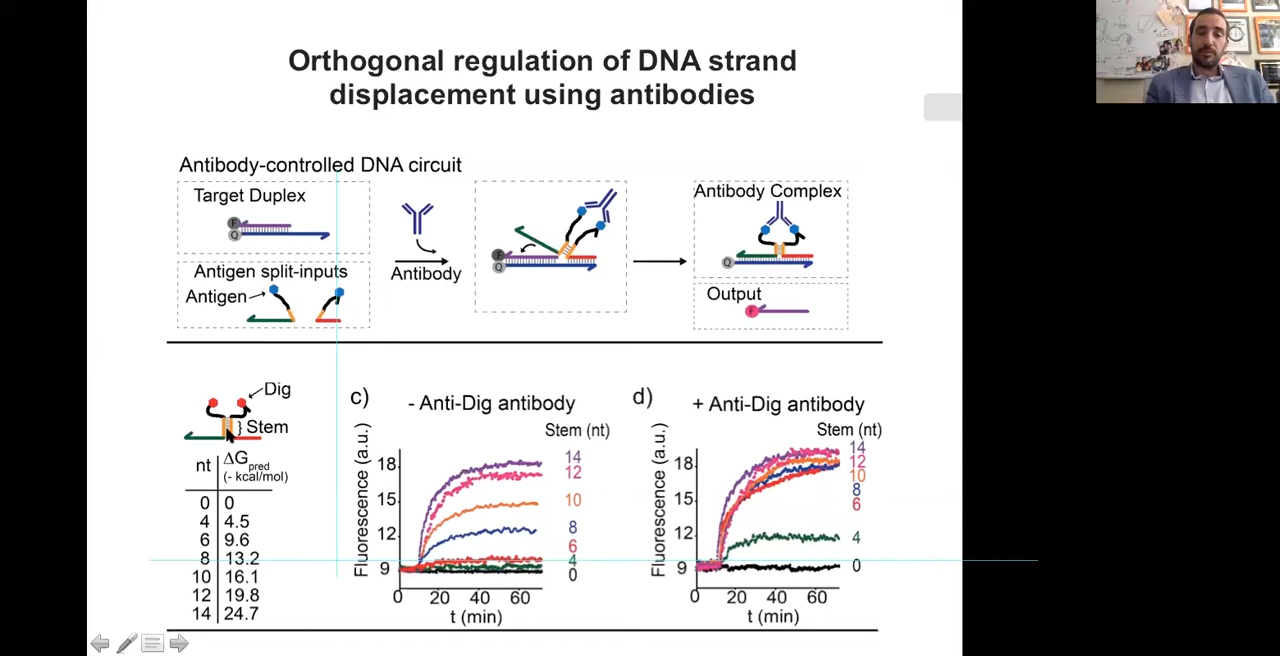 Orthogonal regulation of DNA strand
displacement using antibodies
Antibody-controlled DNA circuit
Target Duplex
F
Q
Antigen split-inputs
Antigen
Antibody
F
Q
Antibody Complex
Q
Output
F
Dig
Stem
nt ΔGpred
(- kcal/mol)
0 0
4 4.5
6 9.6
8 13.2
10 16.1
12 19.8
14 24.7
c) - Anti-Dig antibody
Stem (nt)
Fluorescence (a.u.)
18
15
12
9
14
12
10
8
6
4
0
0 20 40 60
t (min)
d) + Anti-Dig antibody
Stem (nt)
Fluorescence (a.u.)
18
15
12
9
14
12
10
8
6
4
0
0 20 40 60
t (min)